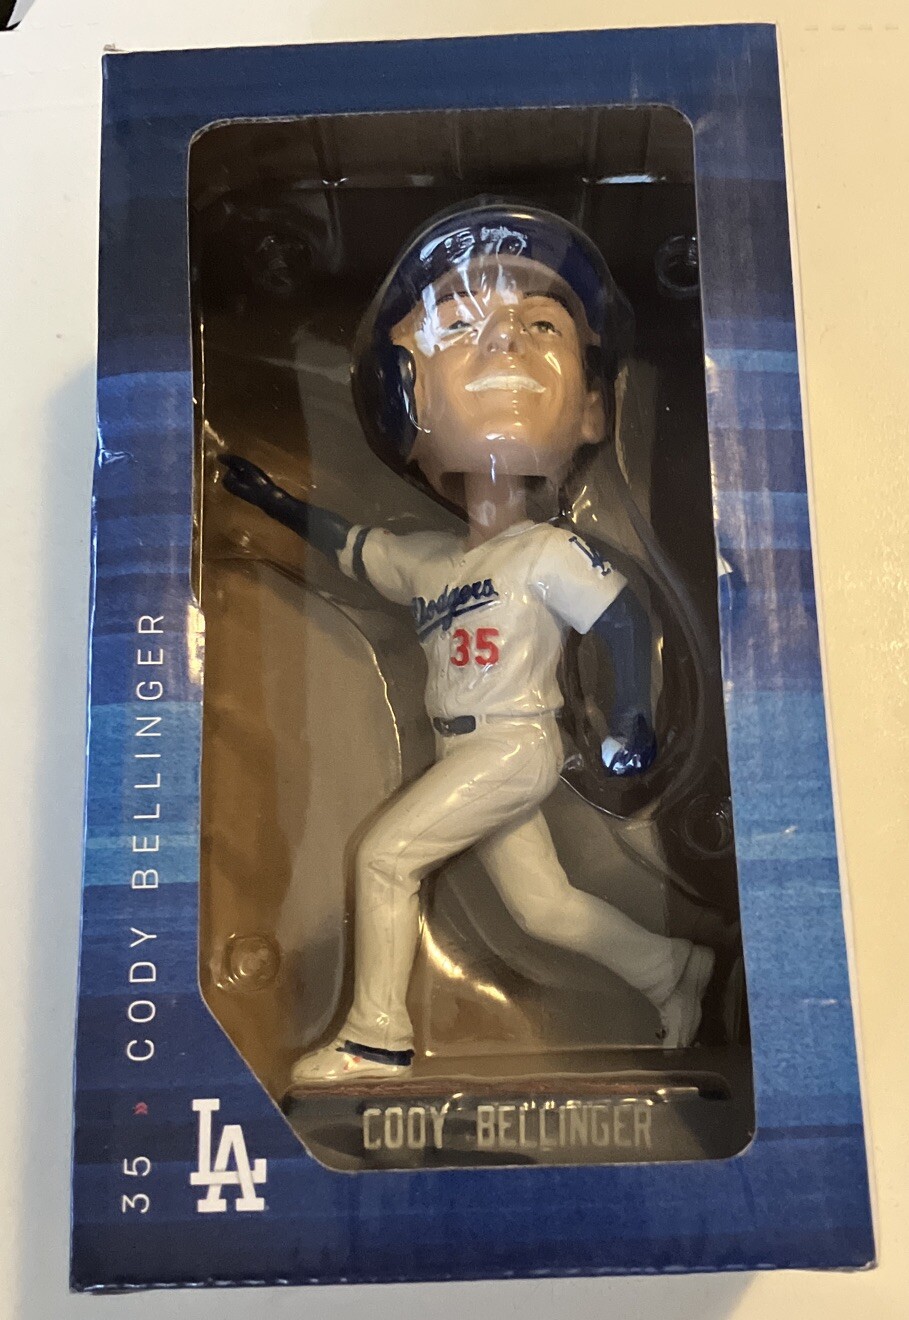 Dodgers
35
LA
CODY BELLINGER
35 » CODY BELLINGER
LA